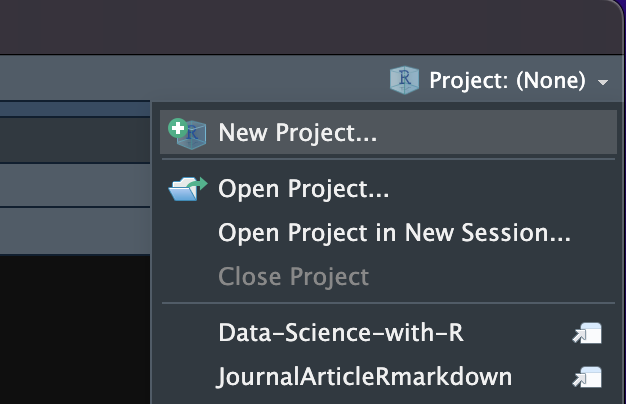 Project: (None)
New Project...
Open Project...
Open Project in New Session...
Close Project
Data-Science-with-R
JournalArticleRmarkdown